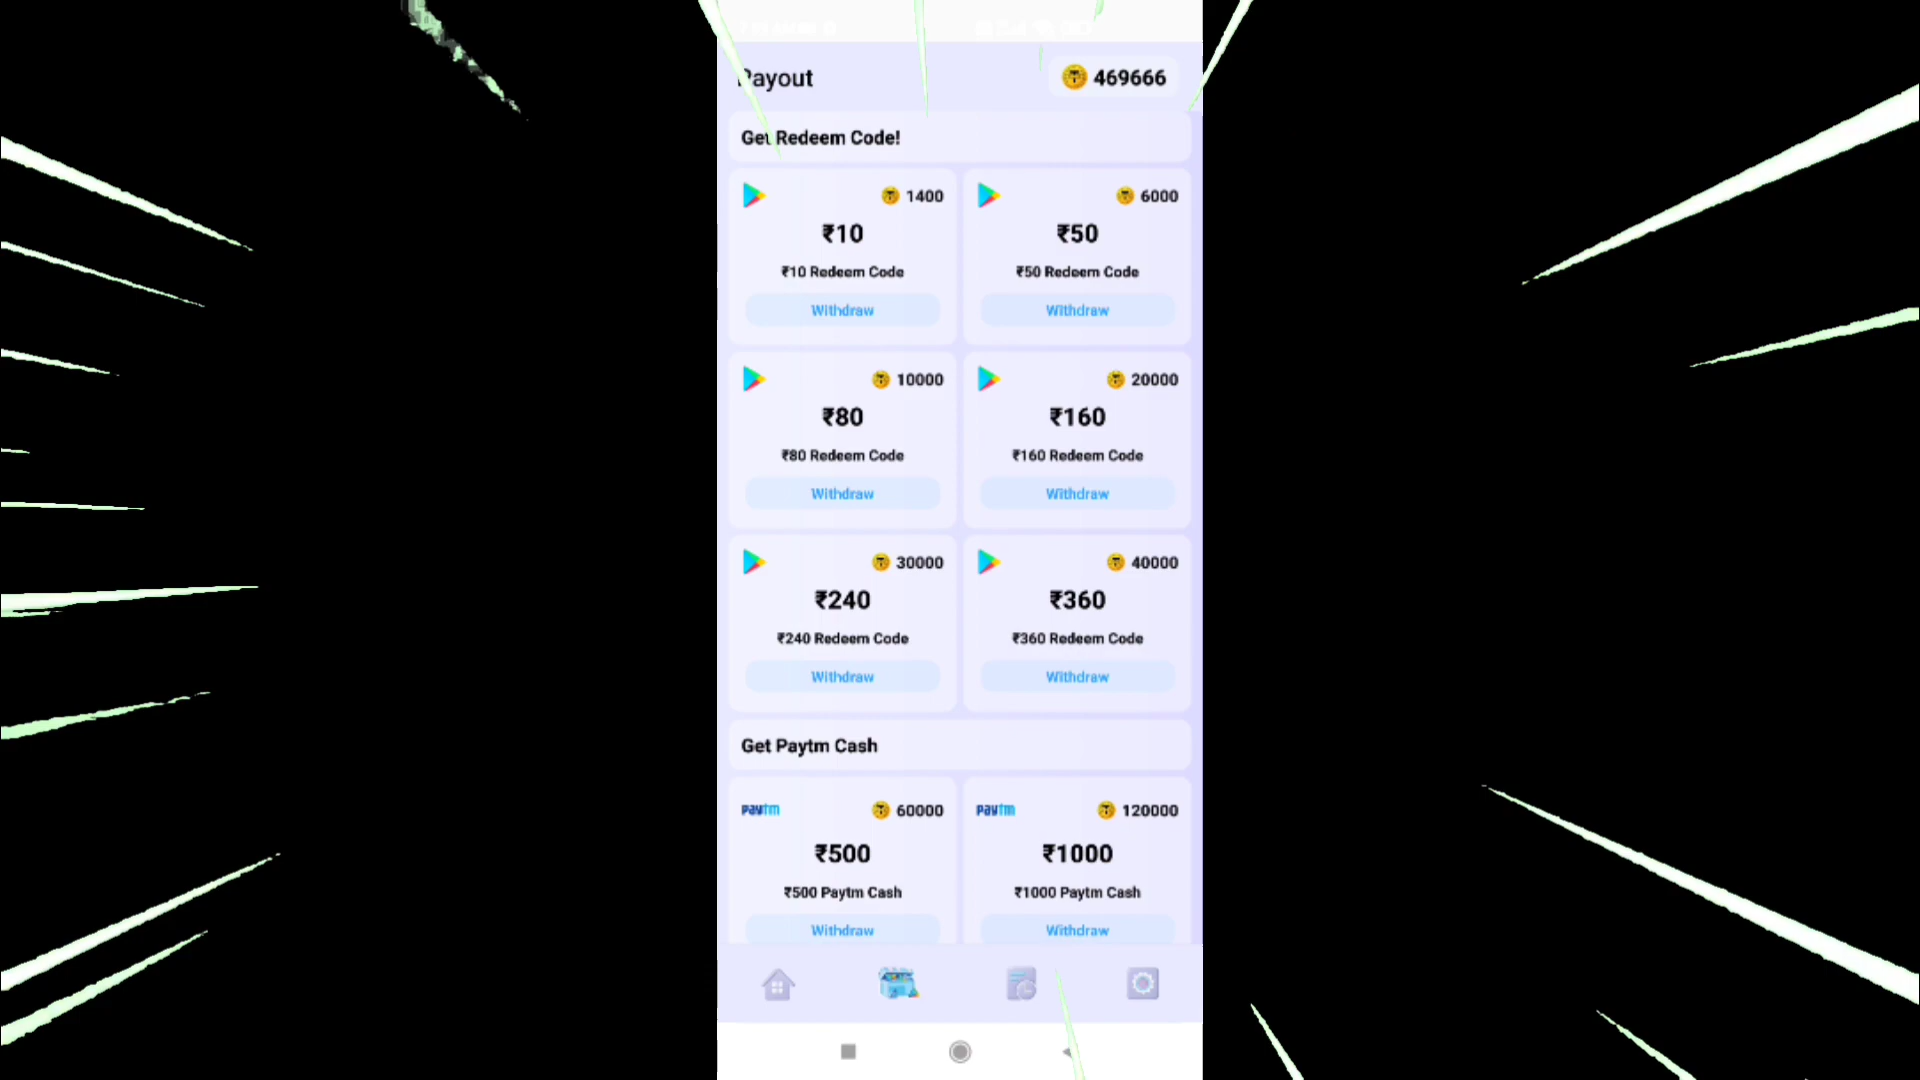 Payout
469666
Get Redeem Code!
1400
₹10
₹10 Redeem Code
Withdraw
6000
₹50
₹50 Redeem Code
Withdraw
10000
₹80
₹80 Redeem Code
Withdraw
20000
₹160
₹160 Redeem Code
Withdraw
30000
₹240
₹240 Redeem Code
Withdraw
40000
₹360
₹360 Redeem Code
Withdraw
Get Paytm Cash
paytm
60000
₹500
₹500 Paytm Cash
Withdraw
paytm
120000
₹1000
₹1000 Paytm Cash
Withdraw